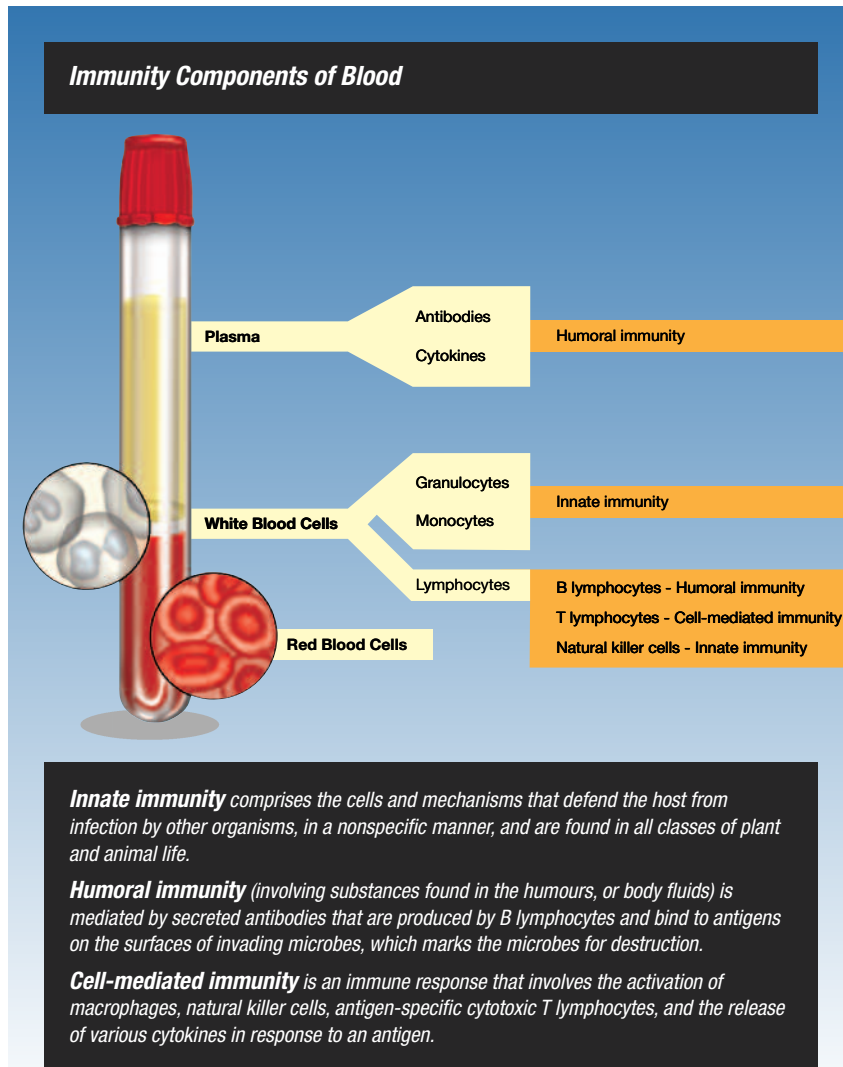 Immunity Components of Blood
Plasma
Antibodies
Cytokines
Humoral immunity
White Blood Cells
Granulocytes
Monocytes
Innate immunity
Lymphocytes
B lymphocytes - Humoral immunity
T lymphocytes - Cell-mediated immunity
Natural killer cells - Innate immunity
Red Blood Cells
Innate immunity comprises the cells and mechanisms that defend the host from
infection by other organisms, in a nonspecific manner, and are found in all classes of plant
and animal life.
Humoral immunity (involving substances found in the humours, or body fluids) is
mediated by secreted antibodies that are produced by B lymphocytes and bind to antigens
on the surfaces of invading microbes, which marks the microbes for destruction.
Cell-mediated immunity is an immune response that involves the activation of
macrophages, natural killer cells, antigen-specific cytotoxic T lymphocytes, and the release
of various cytokines in response to an antigen.